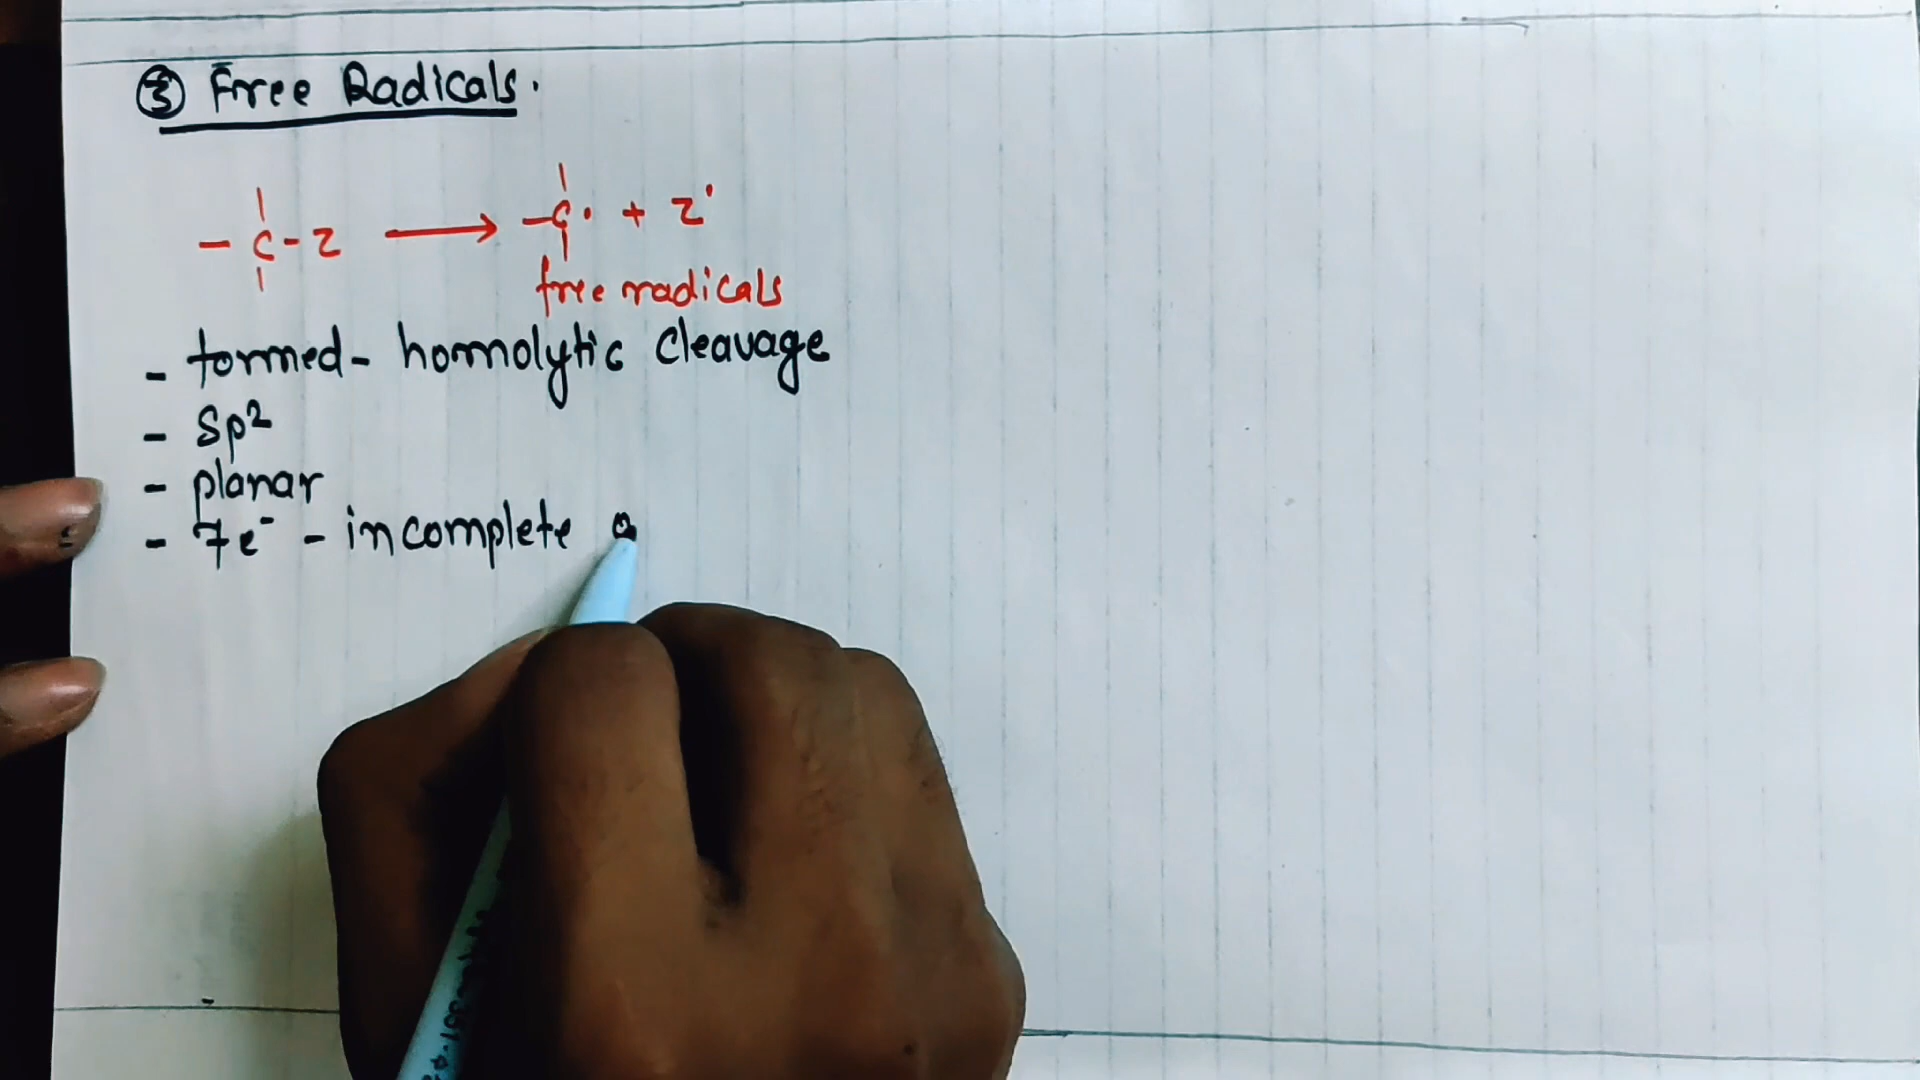 ③ Free Radicals.
- C - Z ⟶ - C· + Z·
free radicals
- formed - homolytic cleavage
- Sp²
- planar
- 7e⁻ - incomplete o